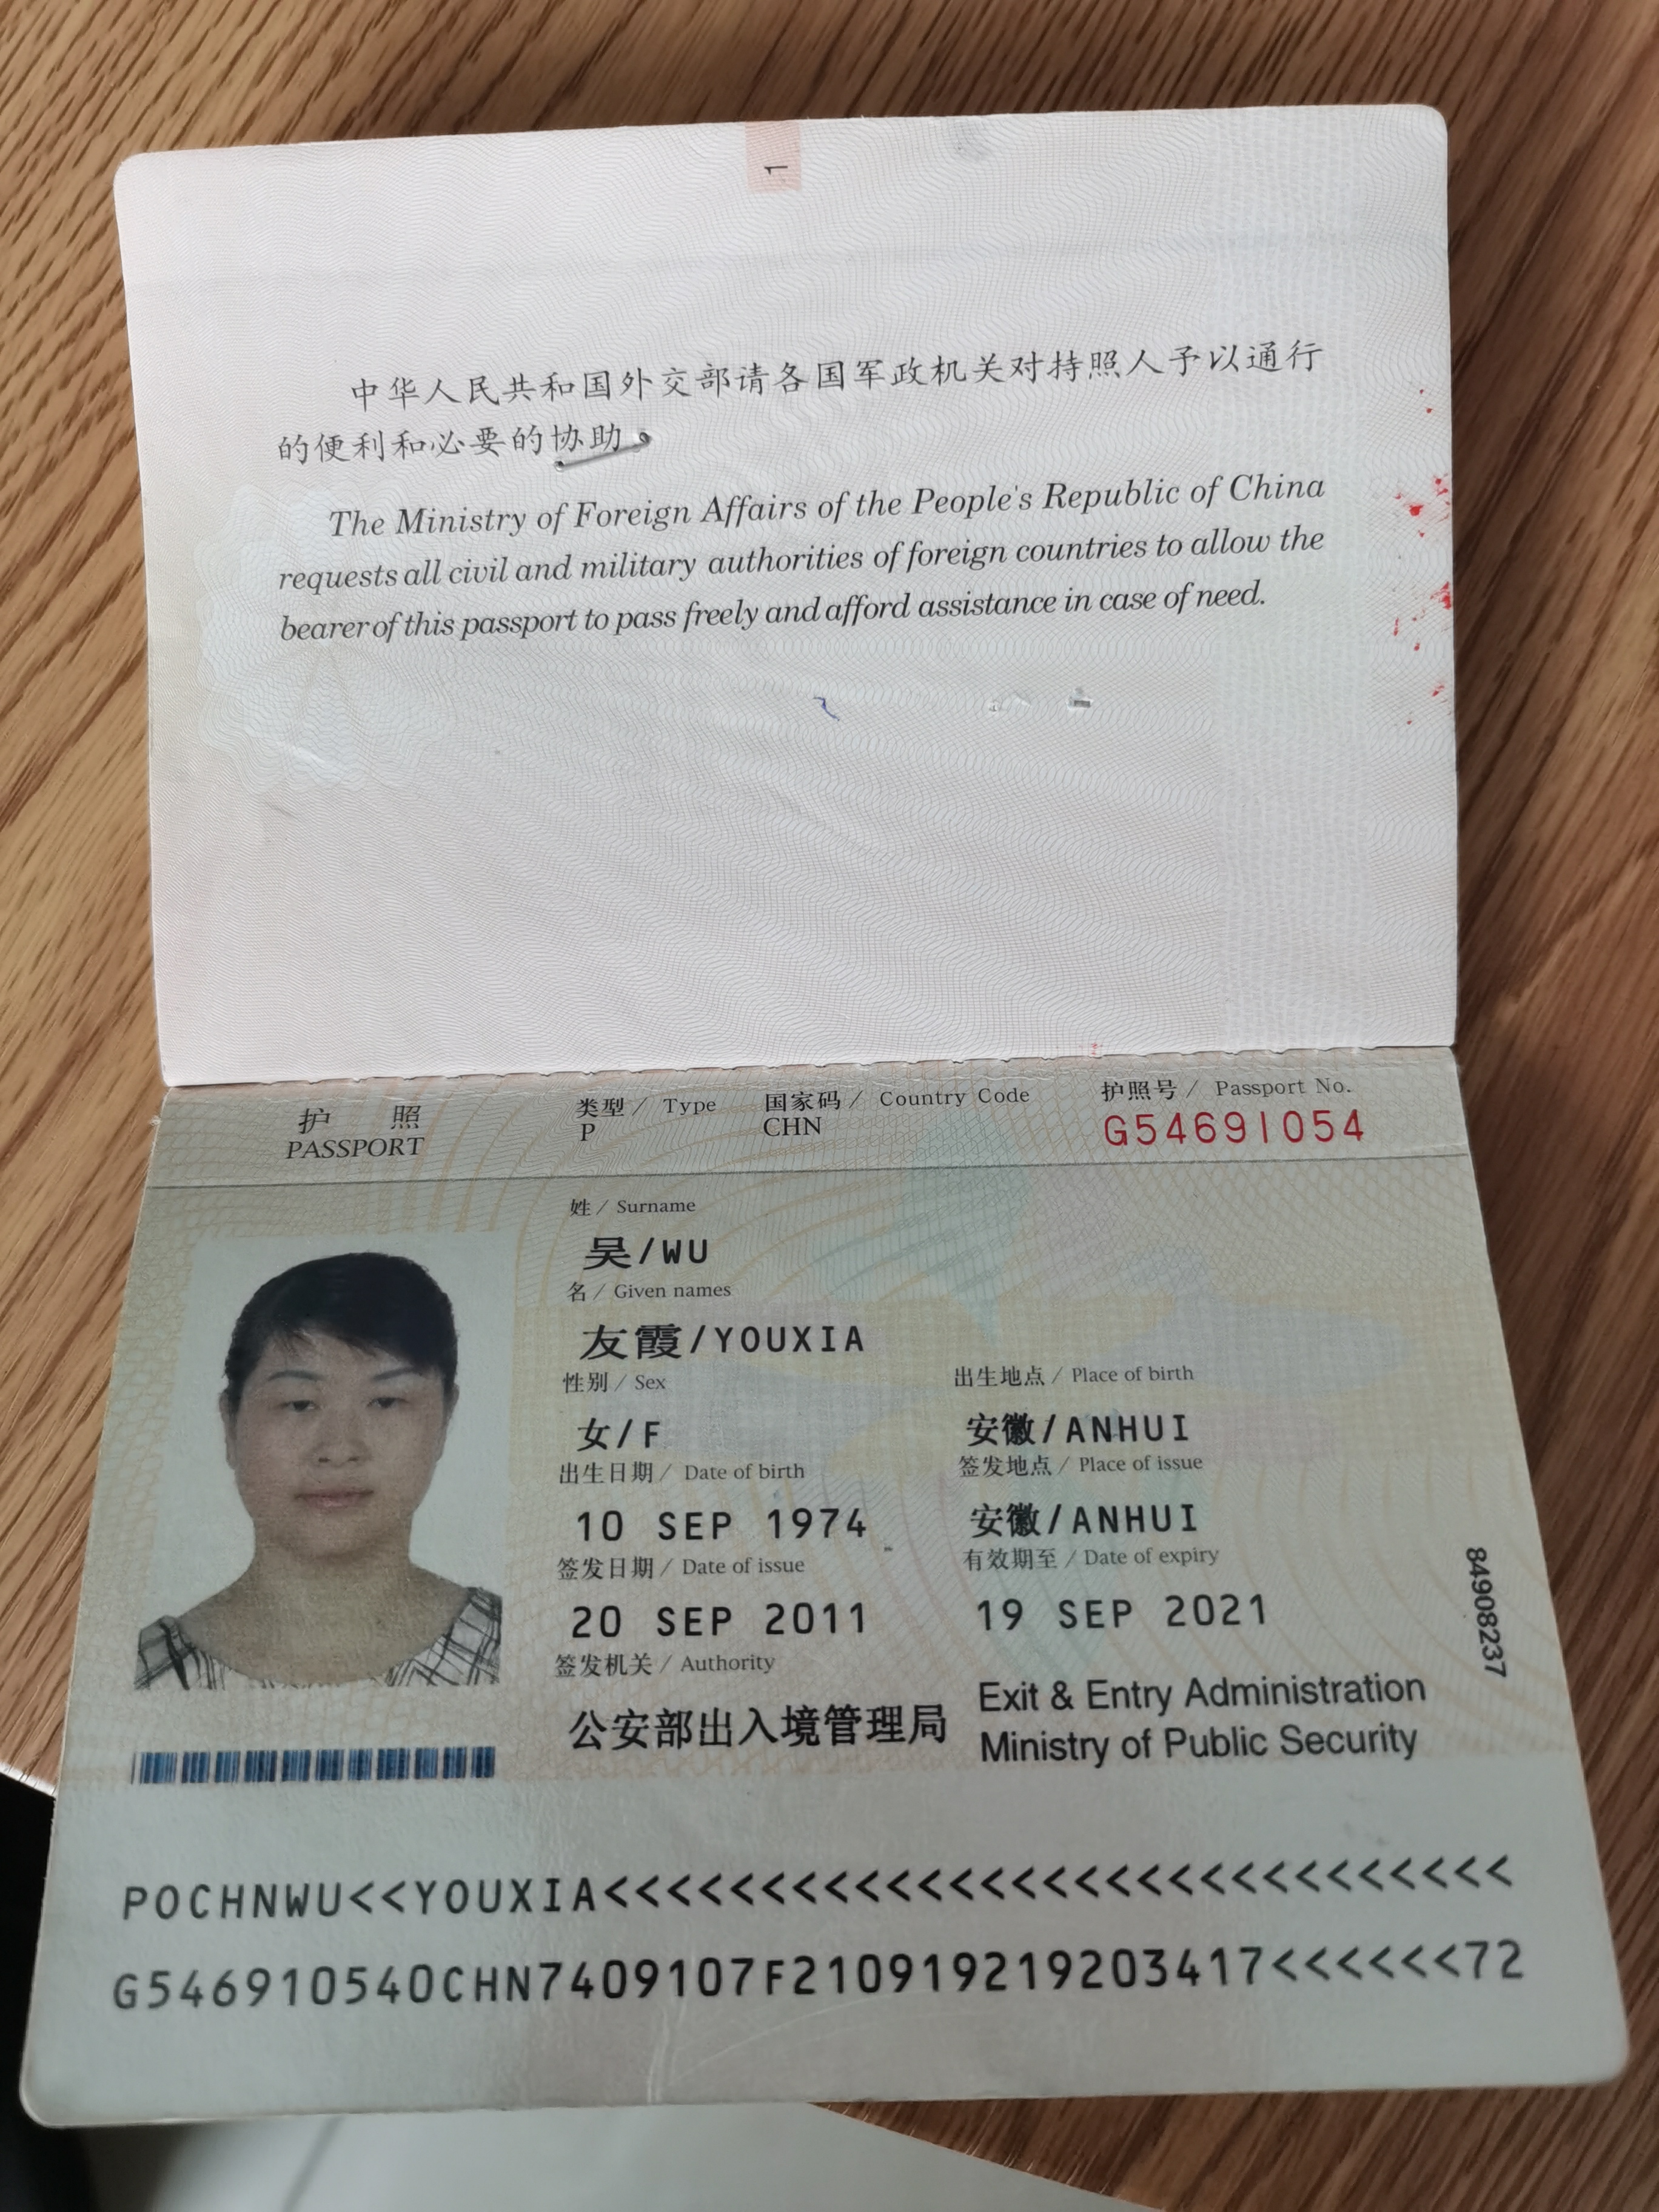 1
中华人民共和国外交部请各国军政机关对持照人予以通行
的便利和必要的协助。
The Ministry of Foreign Affairs of the People's Republic of China
requests all civil and military authorities of foreign countries to allow the
bearer of this passport to pass freely and afford assistance in case of need.
护 照
PASSPORT
类型 / Type
P
国家码 / Country Code
CHN
护照号 / Passport No.
G54691054
姓 / Surname
吴/WU
名 / Given names
友霞/YOUXIA
性别 / Sex
女/F
出生地点 / Place of birth
安徽/ANHUI
出生日期 / Date of birth
10 SEP 1974
签发地点 / Place of issue
安徽/ANHUI
签发日期 / Date of issue
20 SEP 2011
有效期至 / Date of expiry
19 SEP 2021
签发机关 / Authority
公安部出入境管理局
Exit & Entry Administration
Ministry of Public Security
84908237
POCHNWU<<YOUXIA<<<<<<<<<<<<<<<<<<<<<<<<<<<<<
G546910540CHN7409107F210919219203417<<<<<<72